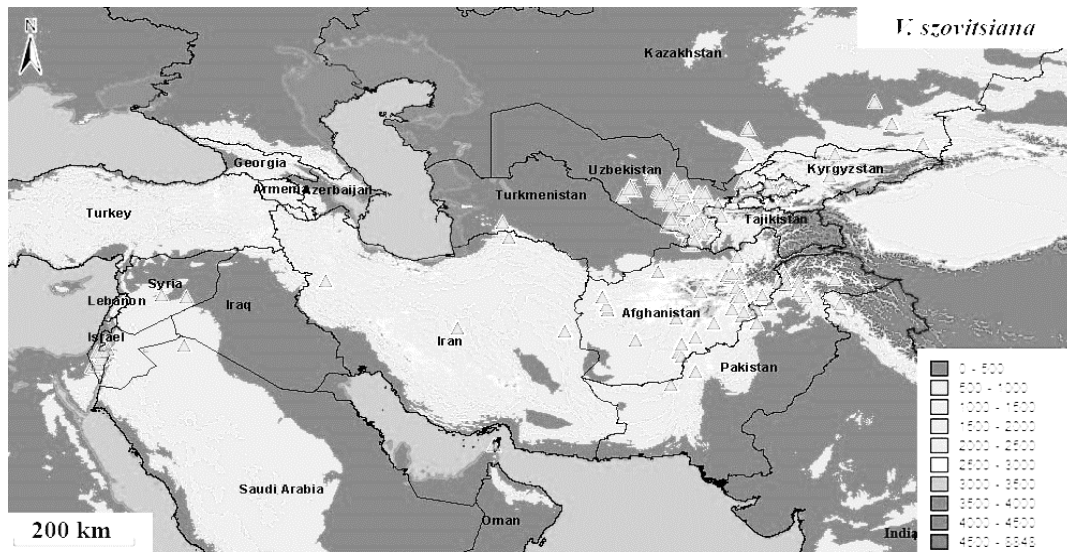 N
V. szovitsiana
Kazakhstan
Georgia
Uzbekistan
Kyrgyzstan
Armenia Azerbaijan
Turkmenistan
Turkey
Tajikistan
Syria
Lebanon
Iraq
Afghanistan
Israel
Iran
Pakistan
0 - 500
500 - 1000
1000 - 1500
1500 - 2000
2000 - 2500
2500 - 3000
3000 - 3500
3500 - 4000
4000 - 4500
4500 - 8848
Saudi Arabia
Oman
India
200 km